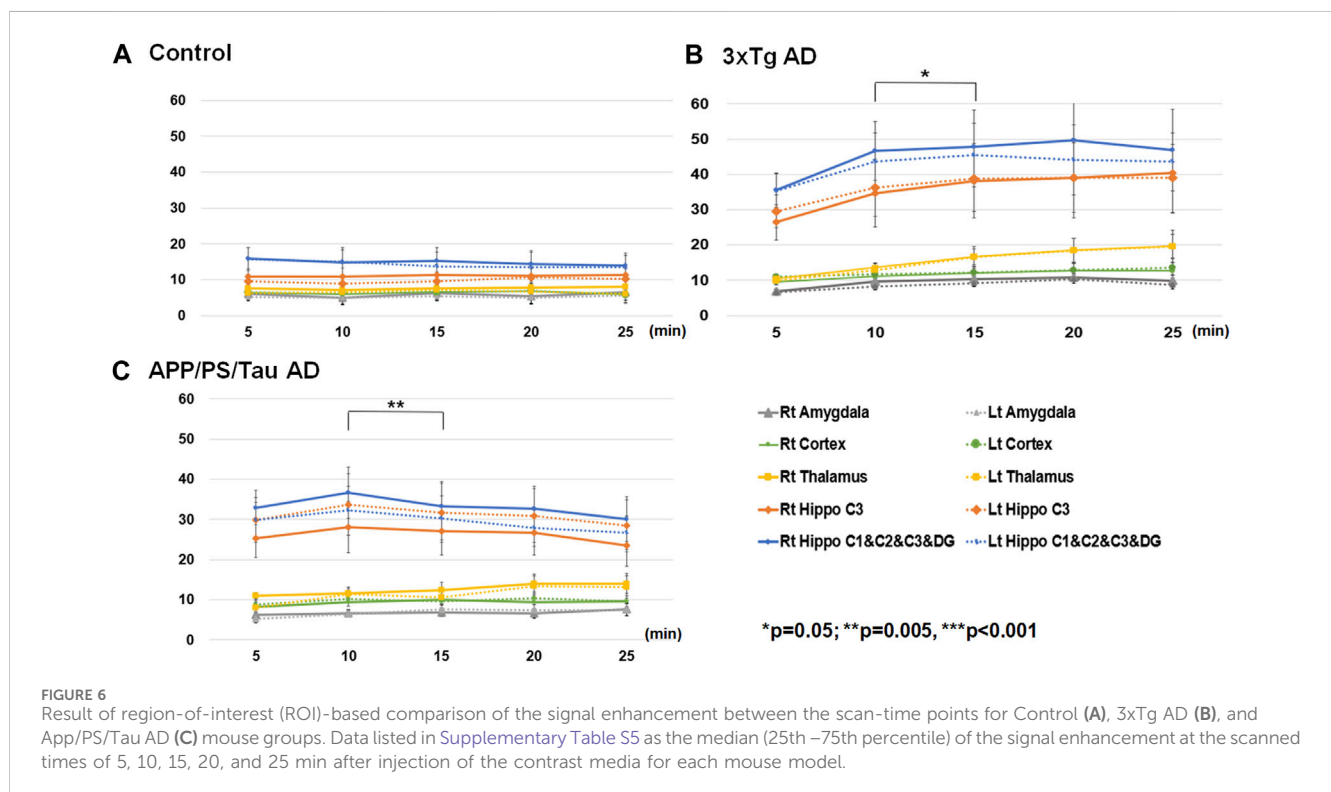 A Control
60
50
40
30
20
10
0
5 10 15 20 25 (min)
B 3xTg AD
*
60
50
40
30
20
10
0
5 10 15 20 25 (min)
C APP/PS/Tau AD
**
60
50
40
30
20
10
0
5 10 15 20 25
(min)
Rt Amygdala Lt Amygdala
Rt Cortex Lt Cortex
Rt Thalamus Lt Thalamus
Rt Hippo C3 Lt Hippo C3
Rt Hippo C1&C2&C3&DG Lt Hippo C1&C2&C3&DG
*p=0.05; **p=0.005, ***p<0.001
FIGURE 6
Result of region-of-interest (ROI)-based comparison of the signal enhancement between the scan-time points for Control (A), 3xTg AD (B), and
App/PS/Tau AD (C) mouse groups. Data listed in Supplementary Table S5 as the median (25th –75th percentile) of the signal enhancement at the scanned
times of 5, 10, 15, 20, and 25 min after injection of the contrast media for each mouse model.